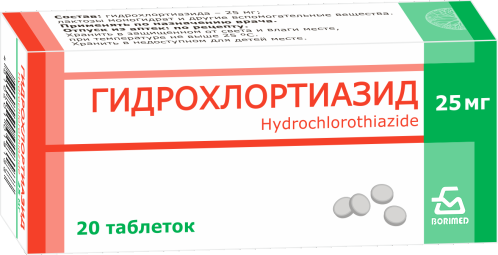 Состав: гидрохлортиазида – 25 мг;
лактозы моногидрат и другие вспомогательные вещества.
Применять по назначению врача.
Отпуск из аптек: по рецепту.
Хранить в защищенном от света и влаги месте,
при температуре не выше 25 °С.
Хранить в недоступном для детей месте.
ГИДРОХЛОРТИАЗИД
Hydrochlorothiazide
25 мг
20 таблеток
BORIMED
ГИДРОХЛОРТИАЗИД